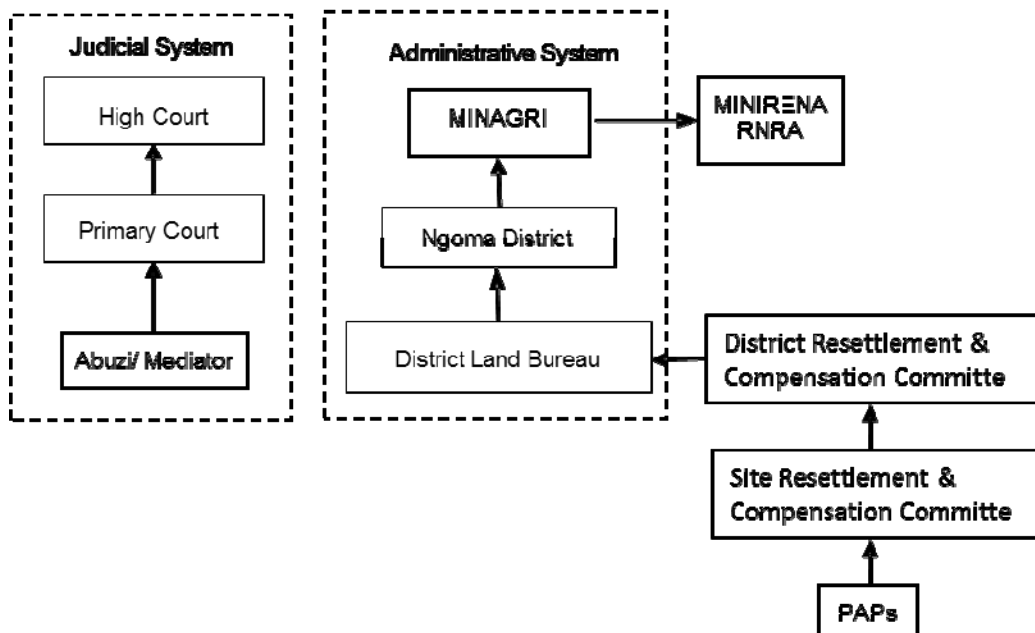 Judicial System
High Court
Primary Court
Abuzi/ Mediator
Administrative System
MINAGRI
Ngoma District
District Land Bureau
MINIRENA
RNRA
District Resettlement &
Compensation Committe
Site Resettlement &
Compensation Committe
PAPs